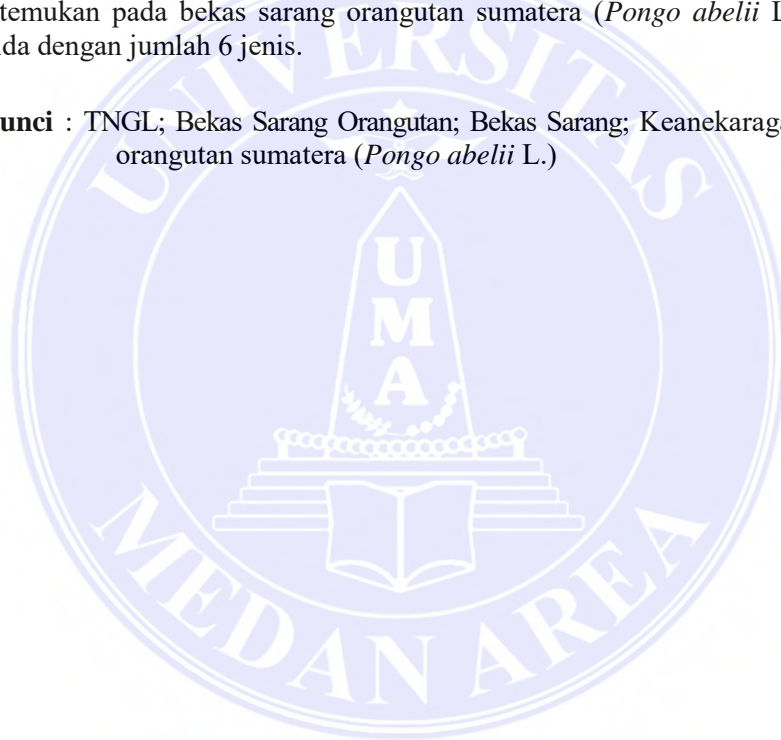 temukan pada bekas sarang orangutan sumatera (Pongo abelii L
da dengan jumlah 6 jenis.
unci : TNGL; Bekas Sarang Orangutan; Bekas Sarang; Keanekaraga
orangutan sumatera (Pongo abelii L.)
UNIVERSITAS
UMA
MEDAN AREA